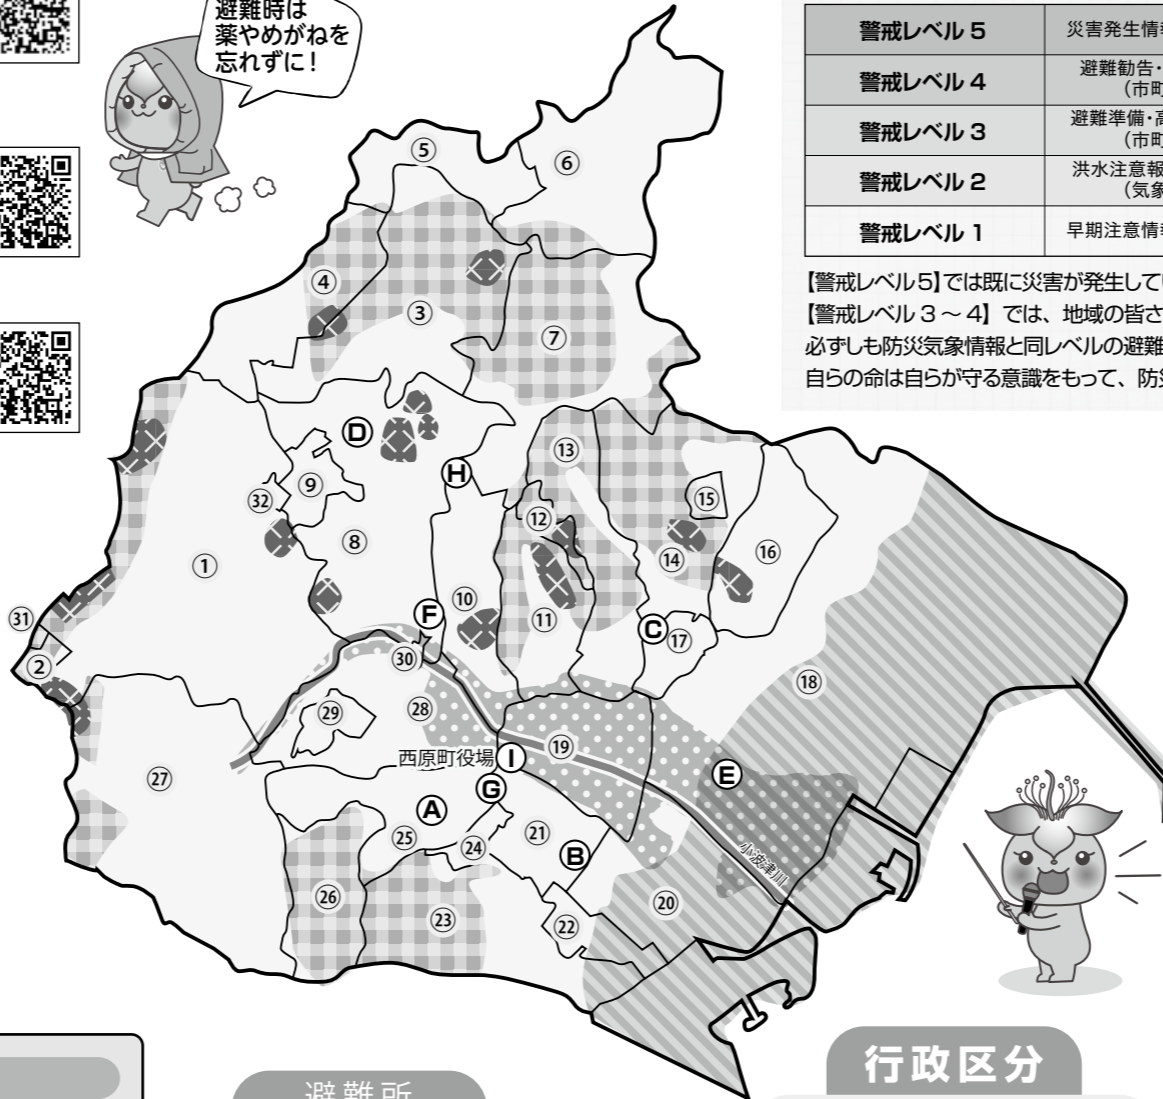 避難時は
薬やめがねを
忘れずに！
警戒レベル 5
災害発生情
警戒レベル 4
避難勧告・
（市町
警戒レベル 3
避難準備・高
（市町
警戒レベル 2
洪水注意報
（気象
警戒レベル 1
早期注意情
【警戒レベル5】では既に災害が発生して
【警戒レベル 3 ～ 4】では、地域の皆さ
必ずしも防災気象情報と同レベルの避難
自らの命は自らが守る意識をもって、防災
⑤
⑥
④
③
⑦
D
⑬
H
⑨
㉜
⑮
⑫
⑧
⑯
①
⑭
⑩
⑪
F
㉛
C
⑰
㉚
②
⑱
㉙
㉘
⑲
西原町役場
I
E
㉗
G
A
㉑
㉕
㉔
B
小波津川
㉖
⑳
㉓
㉒
避難所
行政区分